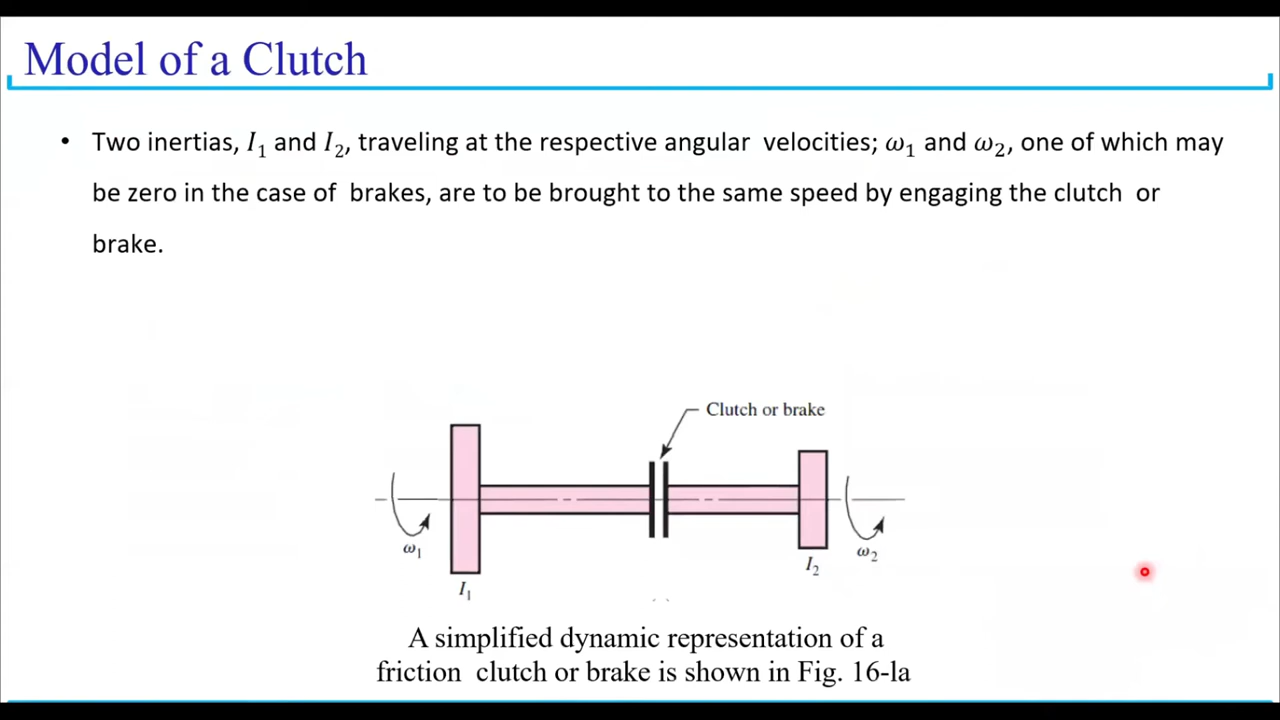 Model of a Clutch
• Two inertias, I₁ and I₂, traveling at the respective angular velocities; ω₁ and ω₂, one of which may
be zero in the case of brakes, are to be brought to the same speed by engaging the clutch or
brake.
Clutch or brake
ω₁
ω₂
I₂
I₁
A simplified dynamic representation of a
friction clutch or brake is shown in Fig. 16-la